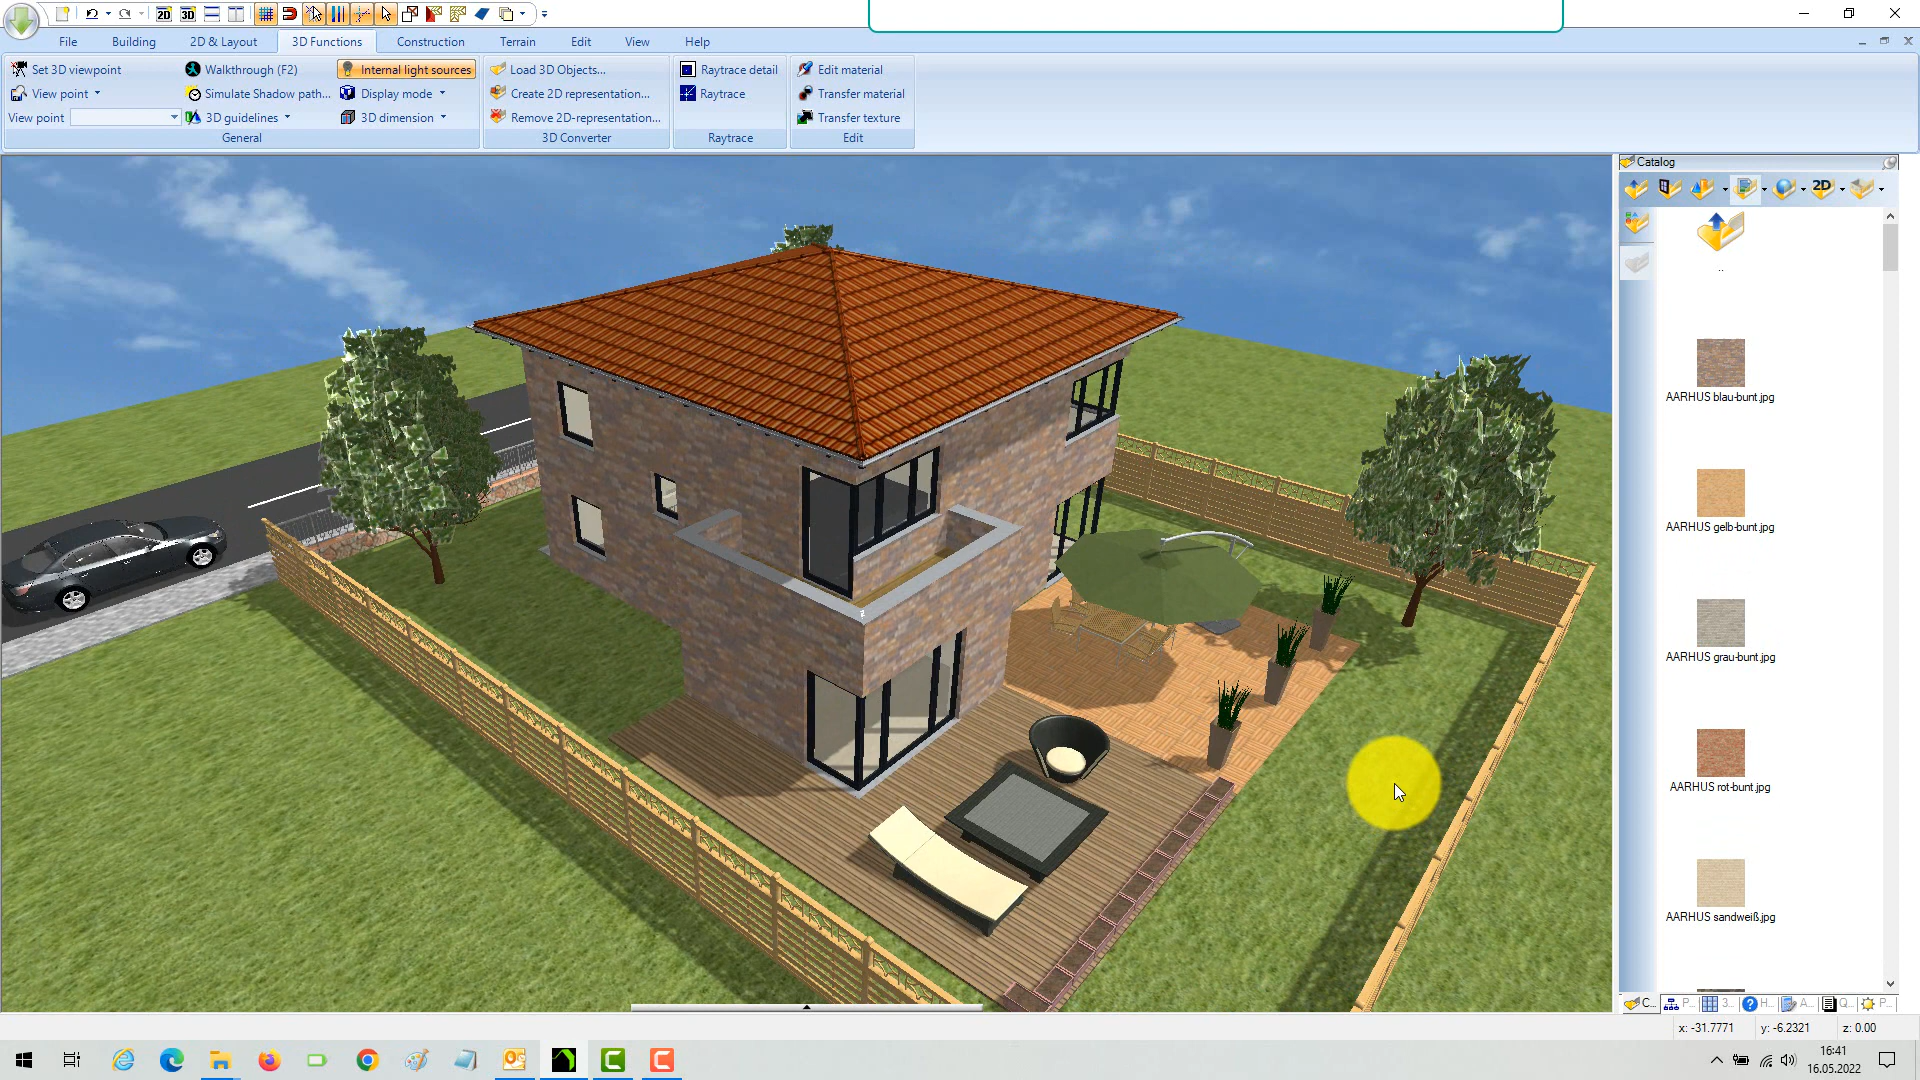 2D 3D
File Building 2D & Layout 3D Functions Construction Terrain Edit View Help
Set 3D viewpoint Walkthrough (F2) Internal light sources Load 3D Objects... Raytrace detail Edit material
View point Simulate Shadow path... Display mode Create 2D representation... Raytrace Transfer material
View point 3D guidelines 3D dimension Remove 2D-representation... Transfer texture
General 3D Converter Raytrace Edit
Catalog
2D
..
AARHUS blau-bunt.jpg
AARHUS gelb-bunt.jpg
AARHUS grau-bunt.jpg
AARHUS rot-bunt.jpg
AARHUS sandweiß.jpg
C... P... 3... H... A... Q... P...
x: -31.7771 y: -6.2321 z: 0.00
16:41
16.05.2022